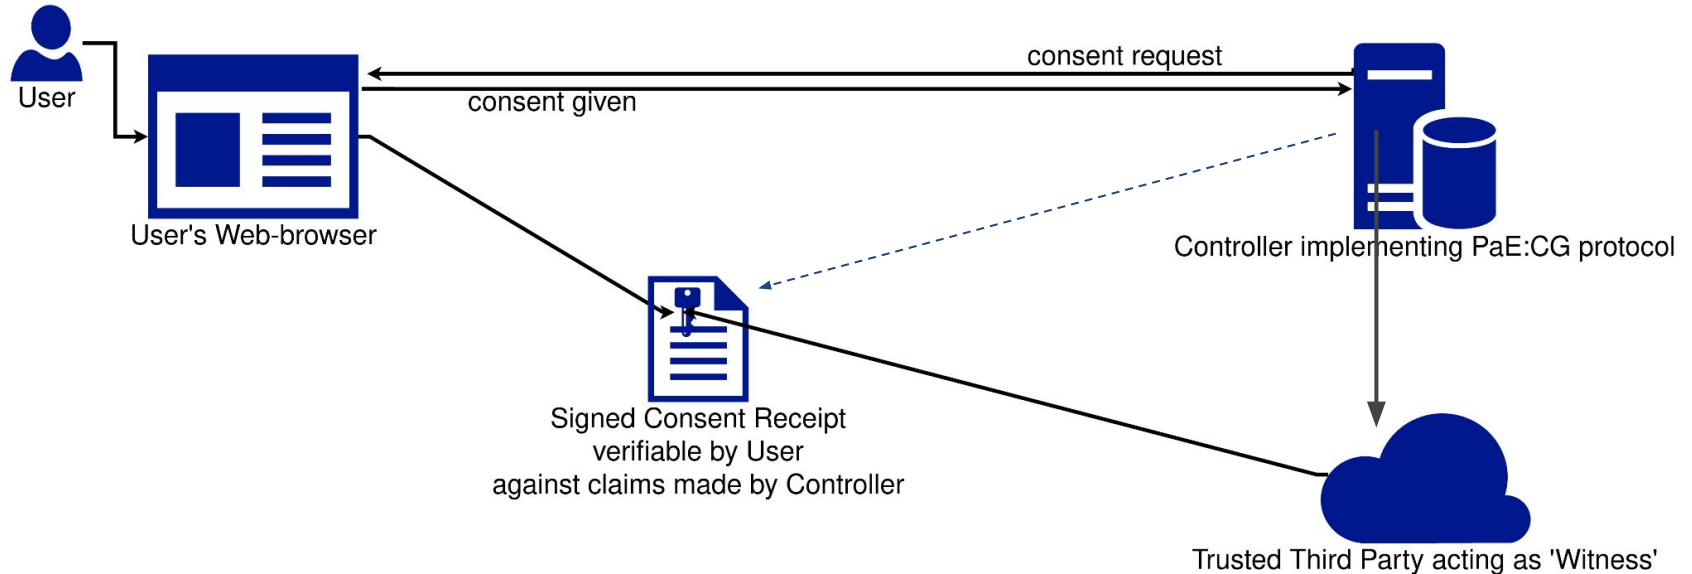 consent request
User
consent given
User's Web-browser
Controller implementing PaE:CG protocol
Signed Consent Receipt
verifiable by User
against claims made by Controller
Trusted Third Party acting as 'Witness'